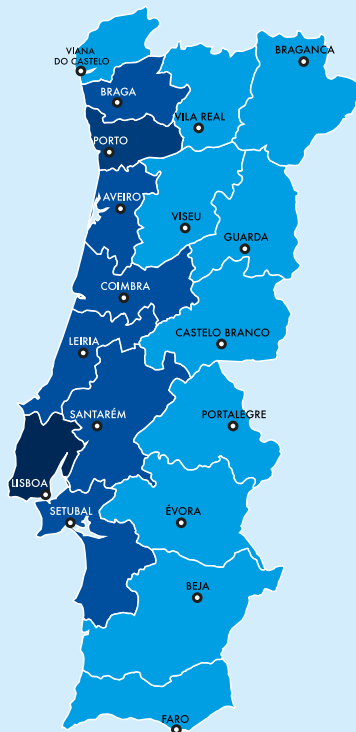 VIANA
DO CASTELO
BRAGANCA
BRAGA
VILA REAL
PORTO
AVEIRO
VISEU
GUARDA
COIMBRA
LEIRIA
CASTELO BRANCO
SANTARÉM
PORTALEGRE
LISBOA
SETUBAL
ÉVORA
BEJA
FARO